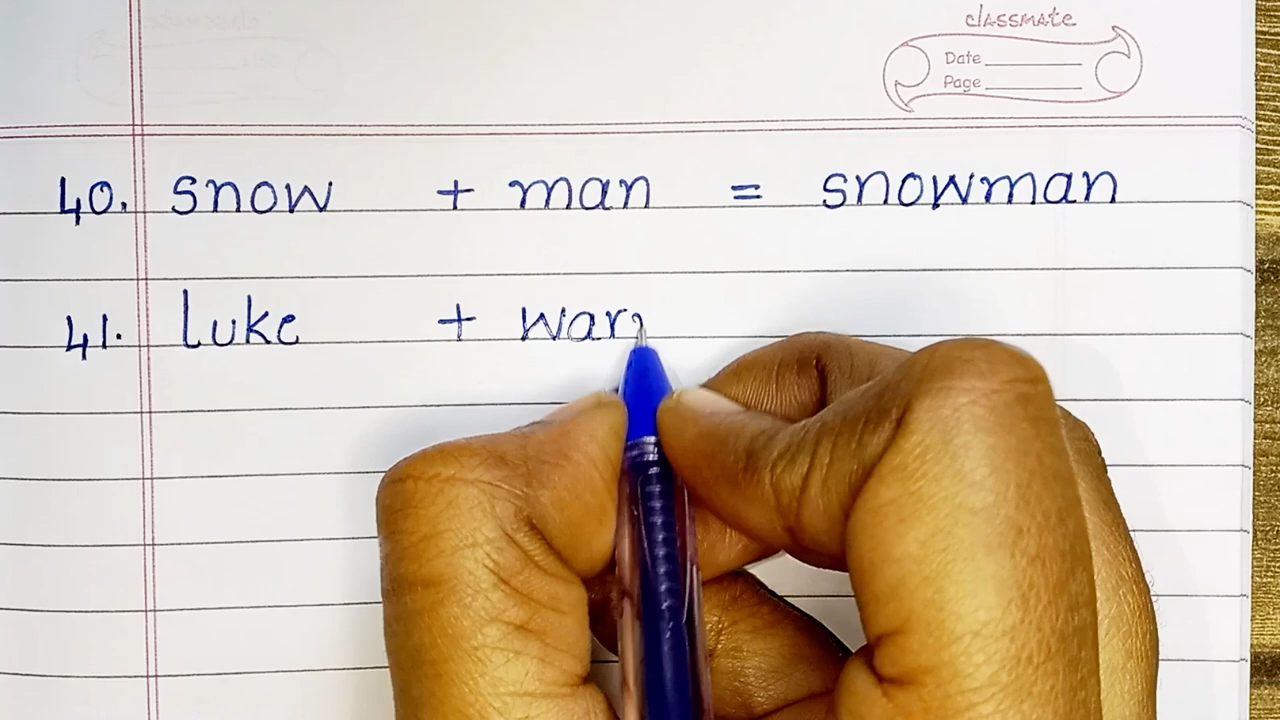 classmate
Date
Page
40. snow + man = snowman
41. luke + war